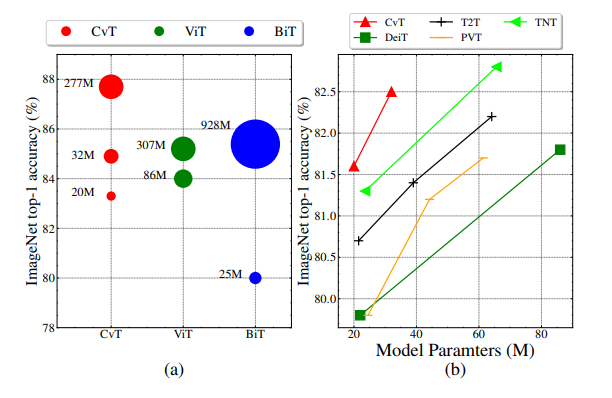 CvT ViT BiT
ImageNet top-1 accuracy (%)
88
86
84
82
80
78
277M
32M
20M
307M
86M
928M
25M
CvT ViT BiT
(a)
CvT T2T TNT
DeiT PVT
ImageNet top-1 accuracy (%)
82.5
82.0
81.5
81.0
80.5
80.0
20 40 60 80
Model Paramters (M)
(b)